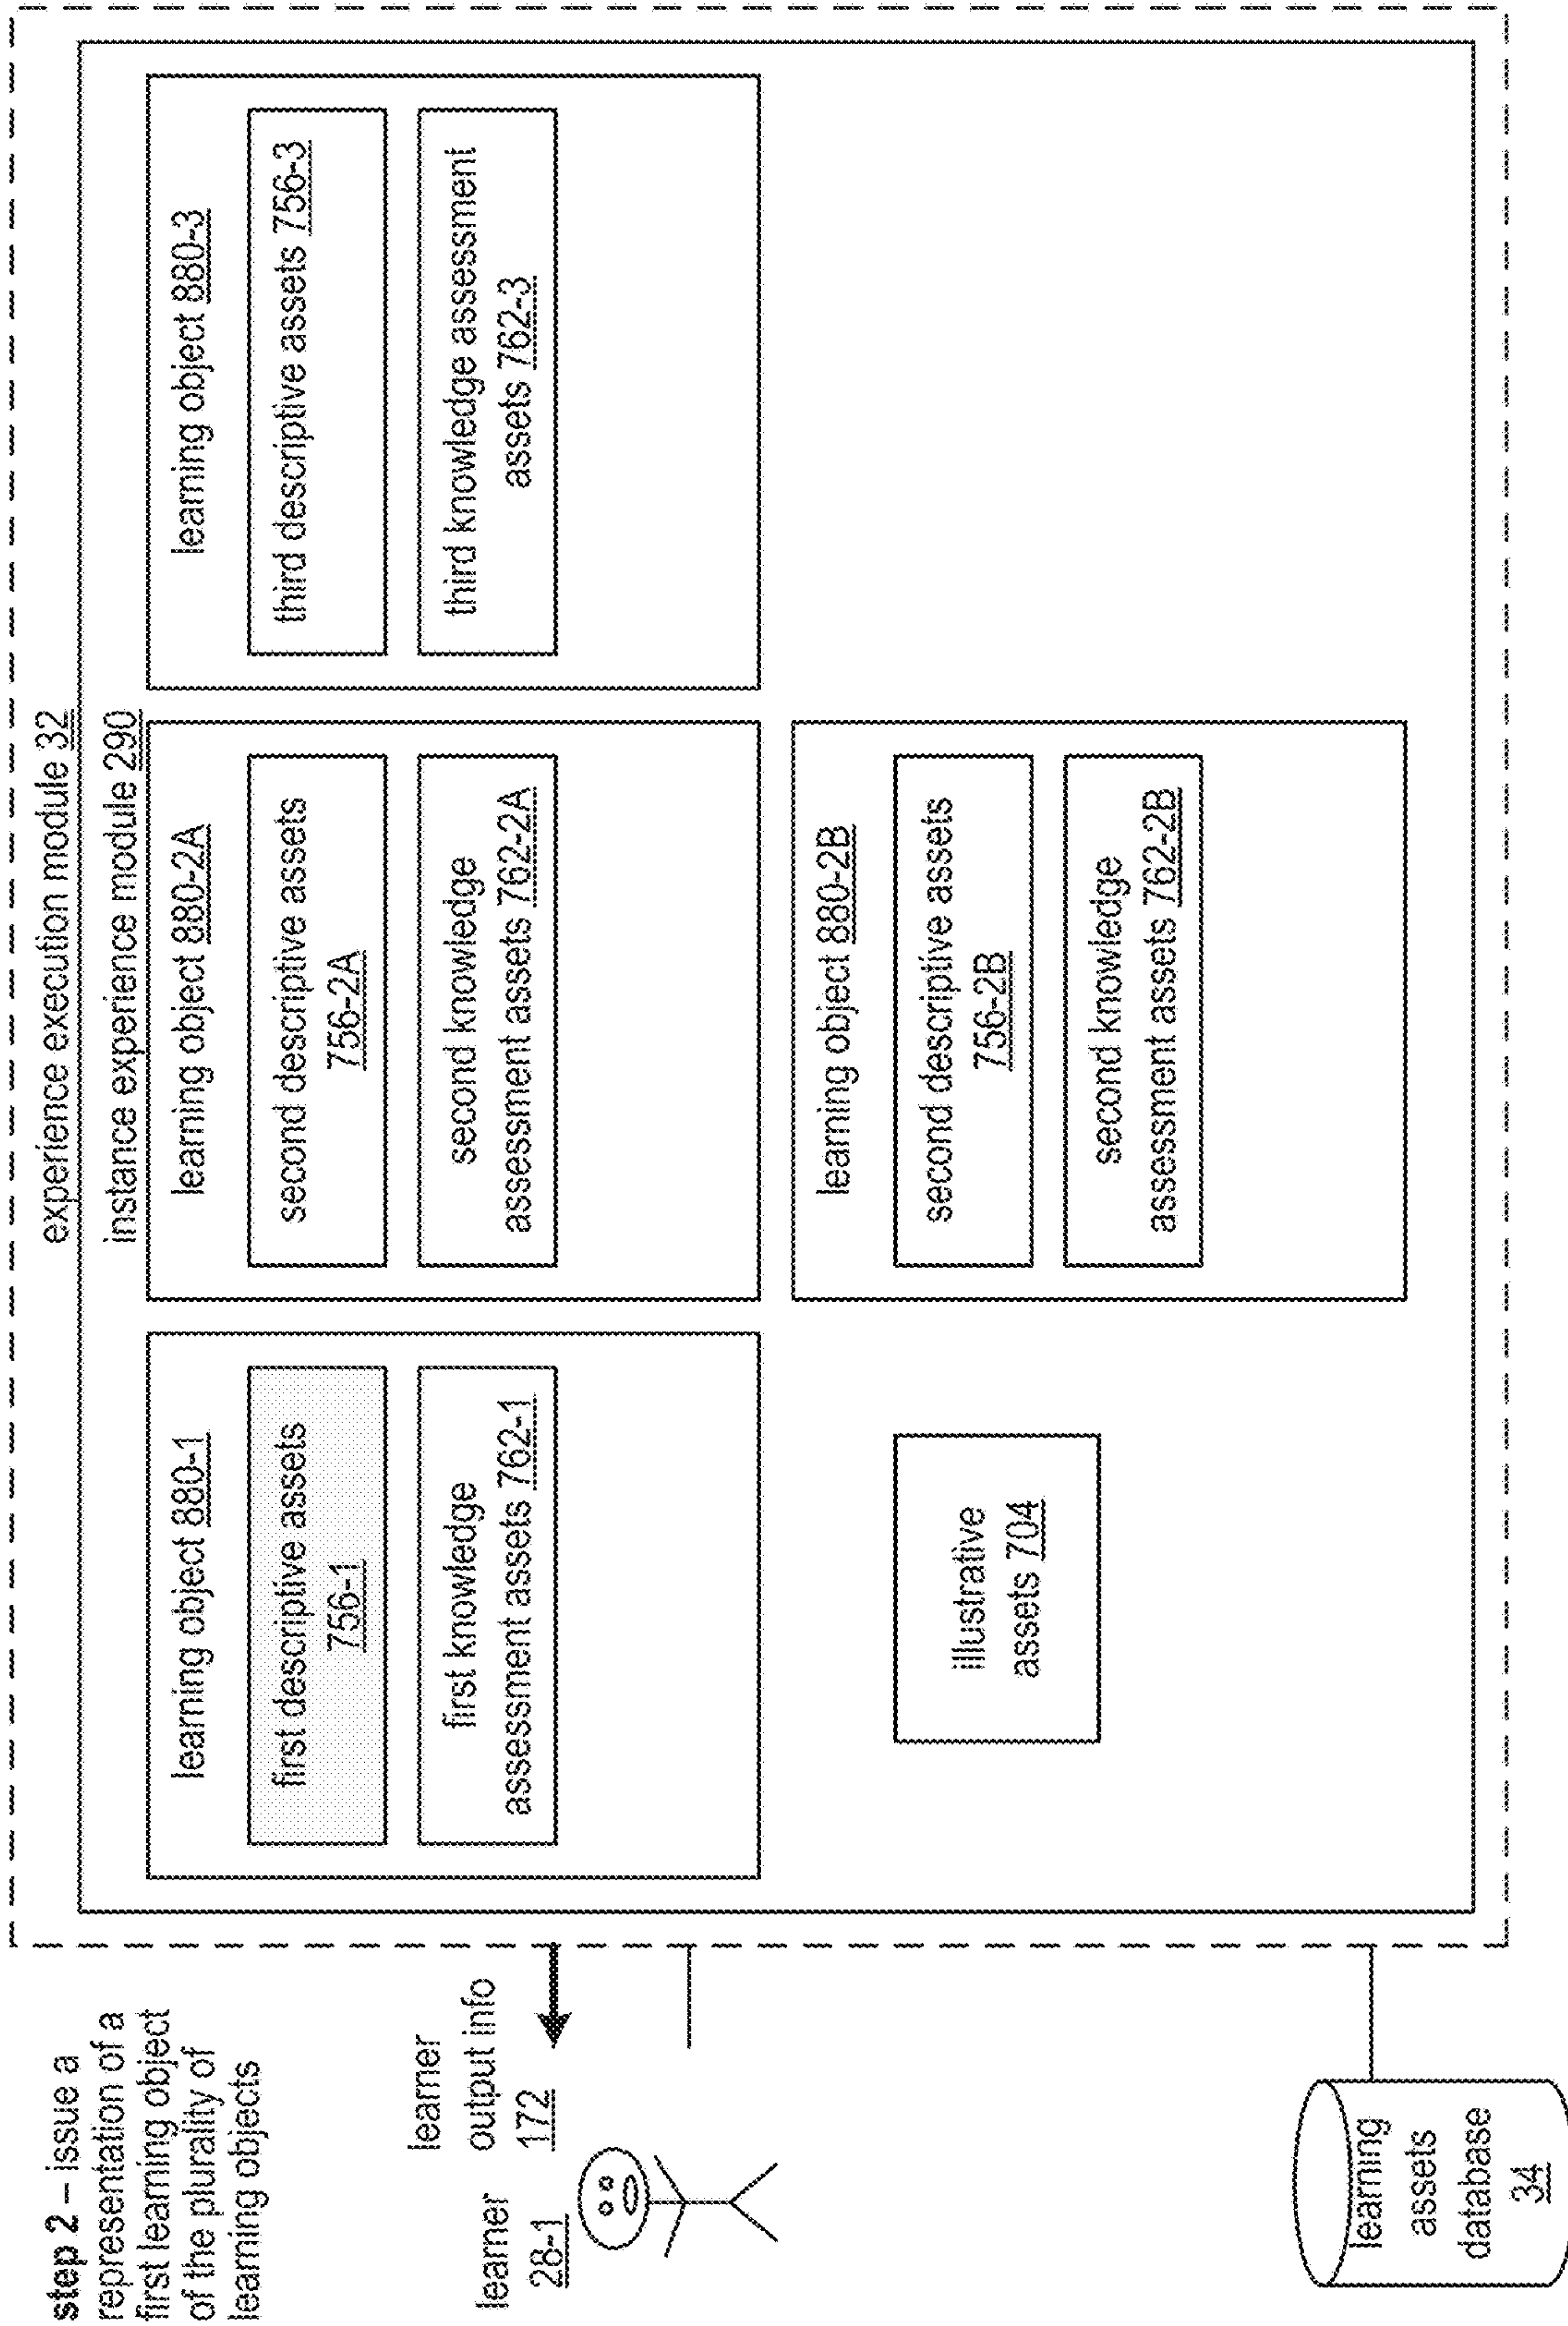 step 2 – issue a
representation of a
first learning object
of the plurality of
learning objects
learner
output info
172
learner
28-1
learning
assets
database
34
experience execution module 32
instance experience module 290
learning object 880-1
first descriptive assets
756-1
first knowledge
assessment assets 762-1
learning object 880-2A
second descriptive assets
756-2A
second knowledge
assessment assets 762-2A
learning object 880-3
third descriptive assets 756-3
third knowledge assessment
assets 762-3
illustrative
assets 704
learning object 880-2B
second descriptive assets
756-2B
second knowledge
assessment assets 762-2B